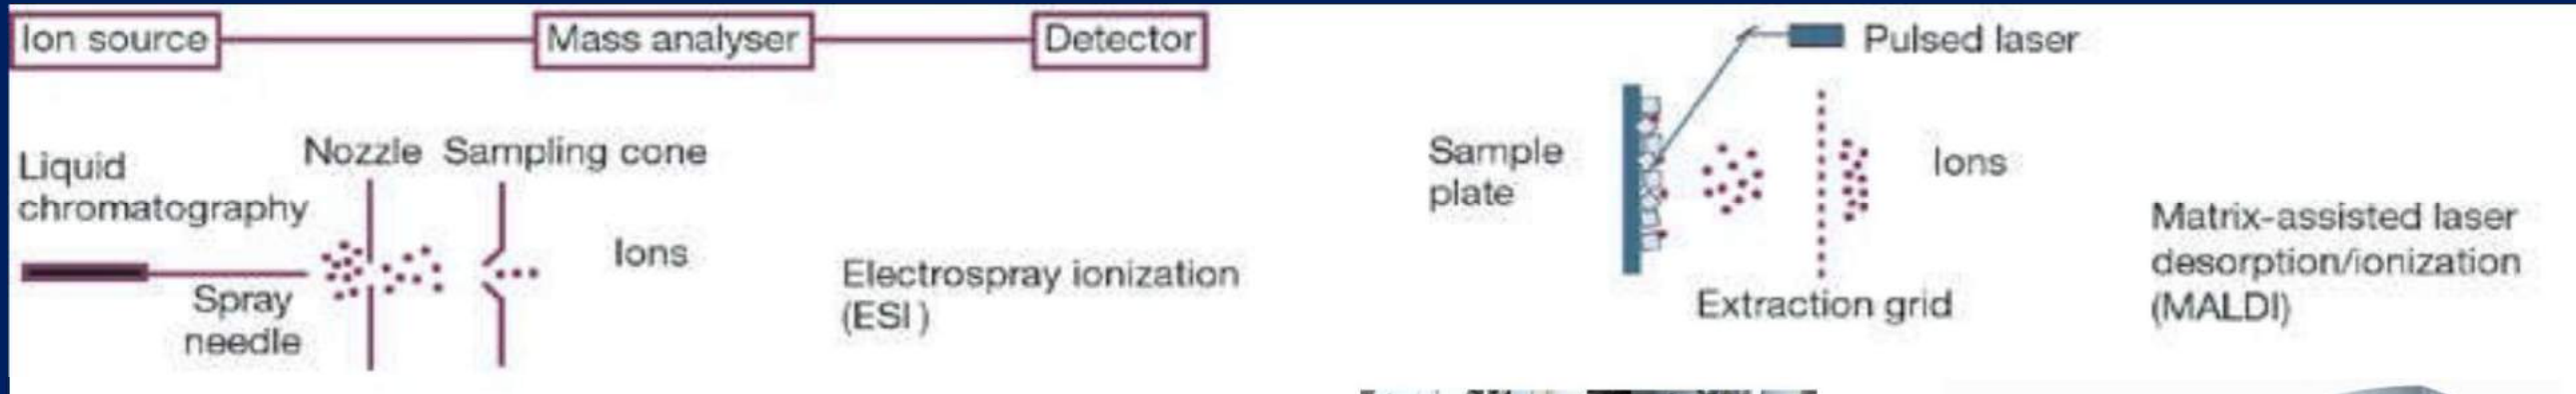 Ion source
Mass analyser
Detector
Liquid
chromatography
Nozzle
Sampling cone
Spray
needle
Ions
Electrospray ionization
(ESI )
Pulsed laser
Sample
plate
Ions
Extraction grid
Matrix-assisted laser
desorption/ionization
(MALDI)